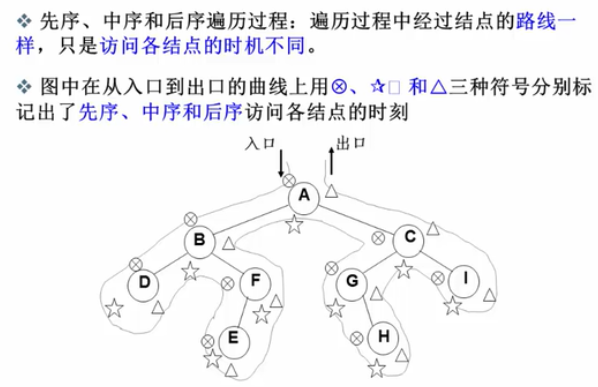 ❖ 先序、中序和后序遍历过程：遍历过程中经过结点的路线一
样，只是访问各结点的时机不同。
❖ 图中在从入口到出口的曲线上用⊗、☆□ 和△三种符号分别标
记出了先序、中序和后序访问各结点的时刻
入口 出口
A
B C
D F G I
E H